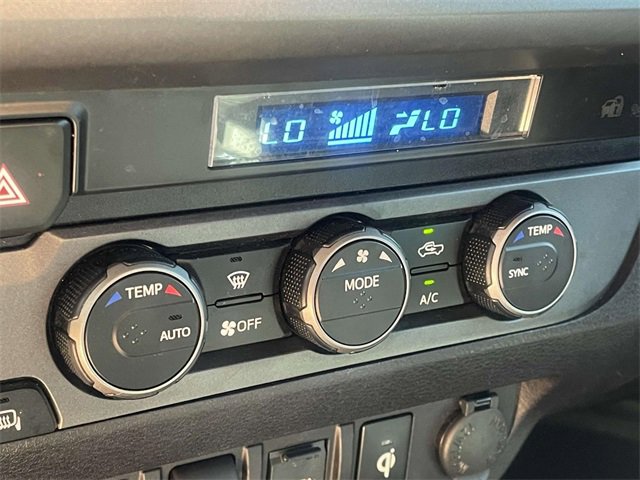 LO LO
TEMP
AUTO
OFF
MODE
A/C
TEMP
SYNC